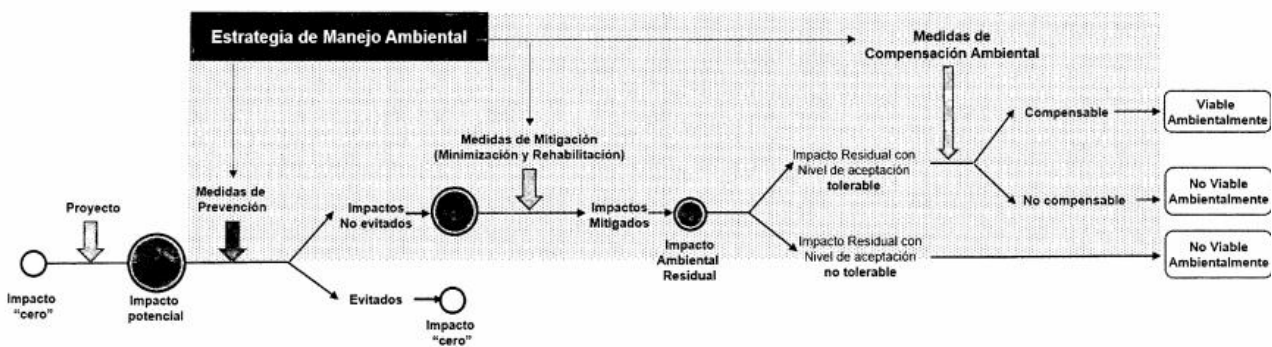 Estrategia de Manejo Ambiental
Medidas de
Compensación Ambiental
Compensable
Viable
Ambientalmente
Medidas de Mitigación
(Minimización y Rehabilitación)
Impacto Residual con
Nivel de aceptación
tolerable
Proyecto
Medidas de
Prevención
Impactos
No evitados
Impactos
Mitigados
No compensable
No Viable
Ambientalmente
Impacto
Ambiental
Residual
Impacto Residual con
Nivel de aceptación
no tolerable
No Viable
Ambientalmente
Impacto
"cero"
Impacto
potencial
Evitados
Impacto
"cero"